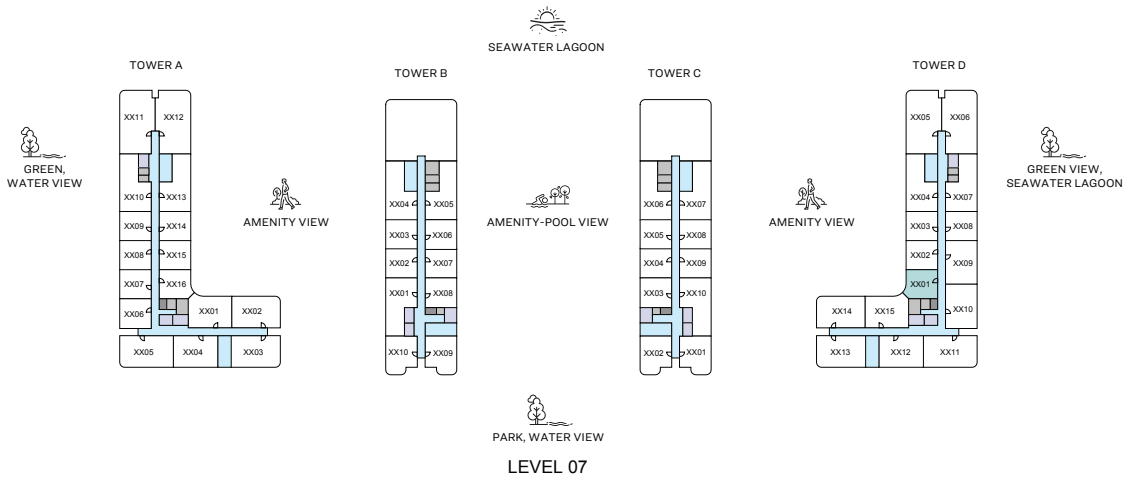 SEAWATER LAGOON
TOWER A
TOWER B
TOWER C
TOWER D
GREEN,
WATER VIEW
AMENITY VIEW
AMENITY-POOL VIEW
AMENITY VIEW
GREEN VIEW,
SEAWATER LAGOON
XX11 XX12
XX10 XX13
XX09 XX14
XX08 XX15
XX07 XX16
XX06 XX01 XX02
XX05 XX04 XX03
XX04 XX05
XX03 XX06
XX02 XX07
XX01 XX08
XX10 XX09
XX06 XX07
XX05 XX08
XX04 XX09
XX03 XX10
XX02 XX01
XX05 XX06
XX04 XX07
XX03 XX08
XX02 XX09
XX01
XX14 XX15 XX10
XX13 XX12 XX11
PARK, WATER VIEW
LEVEL 07